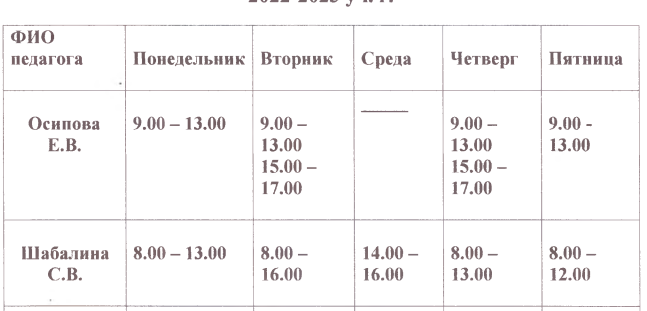 ФИО
педагога
Понедельник
Вторник
Среда
Четверг
Пятница
Осипова
Е.В.
9.00 – 13.00
9.00 –
13.00
15.00 –
17.00
9.00 –
13.00
15.00 –
17.00
9.00 -
13.00
Шабалина
С.В.
8.00 – 13.00
8.00 –
16.00
14.00 –
16.00
8.00 –
13.00
8.00 –
12.00